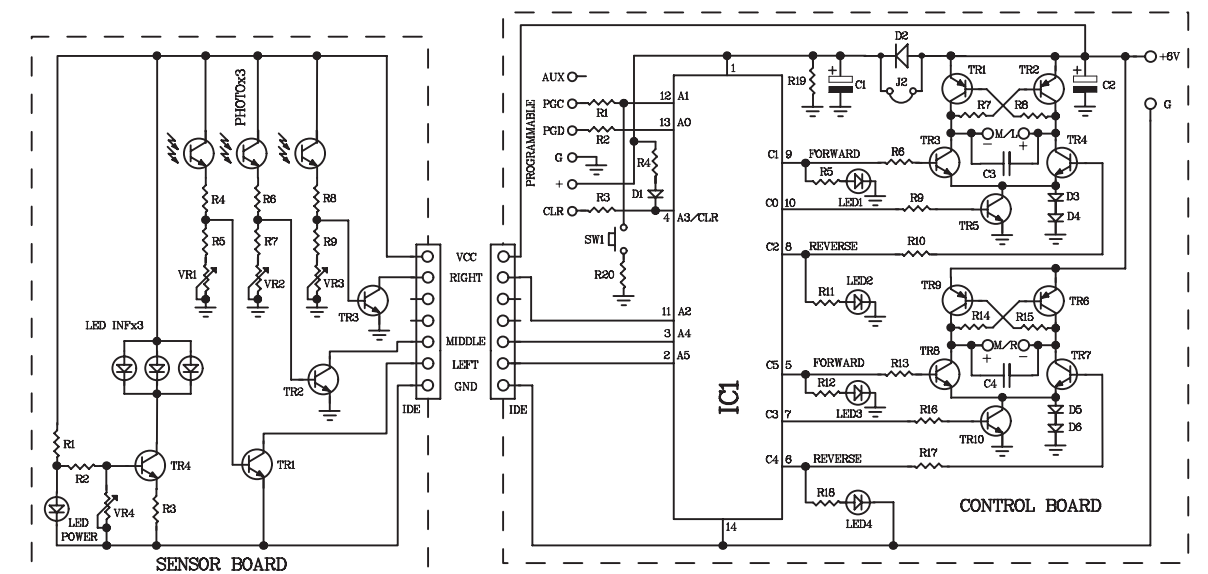 PHOTOx3
R4
R6
R8
R5
R7
R9
VR1
VR2
VR3
TR3
LED INFx3
TR2
R1
R2
TR4
TR1
VR4
R3
LED
POWER
SENSOR BOARD
VCC
RIGHT
MIDDLE
LEFT
GND
IDE
IDE
PROGRAMMABLE
AUX
PGC
PGD
G
+
CLR
R1
R2
R3
R4
D1
SW1
R20
12 A1
13 A0
4 A3/CLR
11 A2
3 A4
2 A5
1
14
IC1
R19
+
C1
D2
J2
TR1
TR2
+
C2
+6V
G
R7
R8
M/L
- +
C3
TR3
TR4
C1 9 FORWARD
R6
R5
LED1
C0 10
R9
TR5
D3
D4
C2 8 REVERSE
R10
R11
LED2
TR9
TR6
R14
R15
M/R
+ -
C4
TR8
TR7
C5 5 FORWARD
R13
R12
LED3
C3 7
R16
TR10
D5
D6
C4 6 REVERSE
R17
R18
LED4
CONTROL BOARD